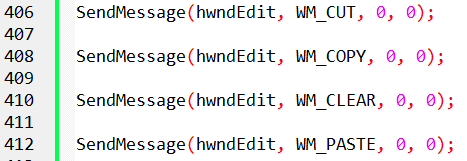 406 SendMessage(hwndEdit, WM_CUT, 0, 0);
407
408 SendMessage(hwndEdit, WM_COPY, 0, 0);
409
410 SendMessage(hwndEdit, WM_CLEAR, 0, 0);
411
412 SendMessage(hwndEdit, WM_PASTE, 0, 0);